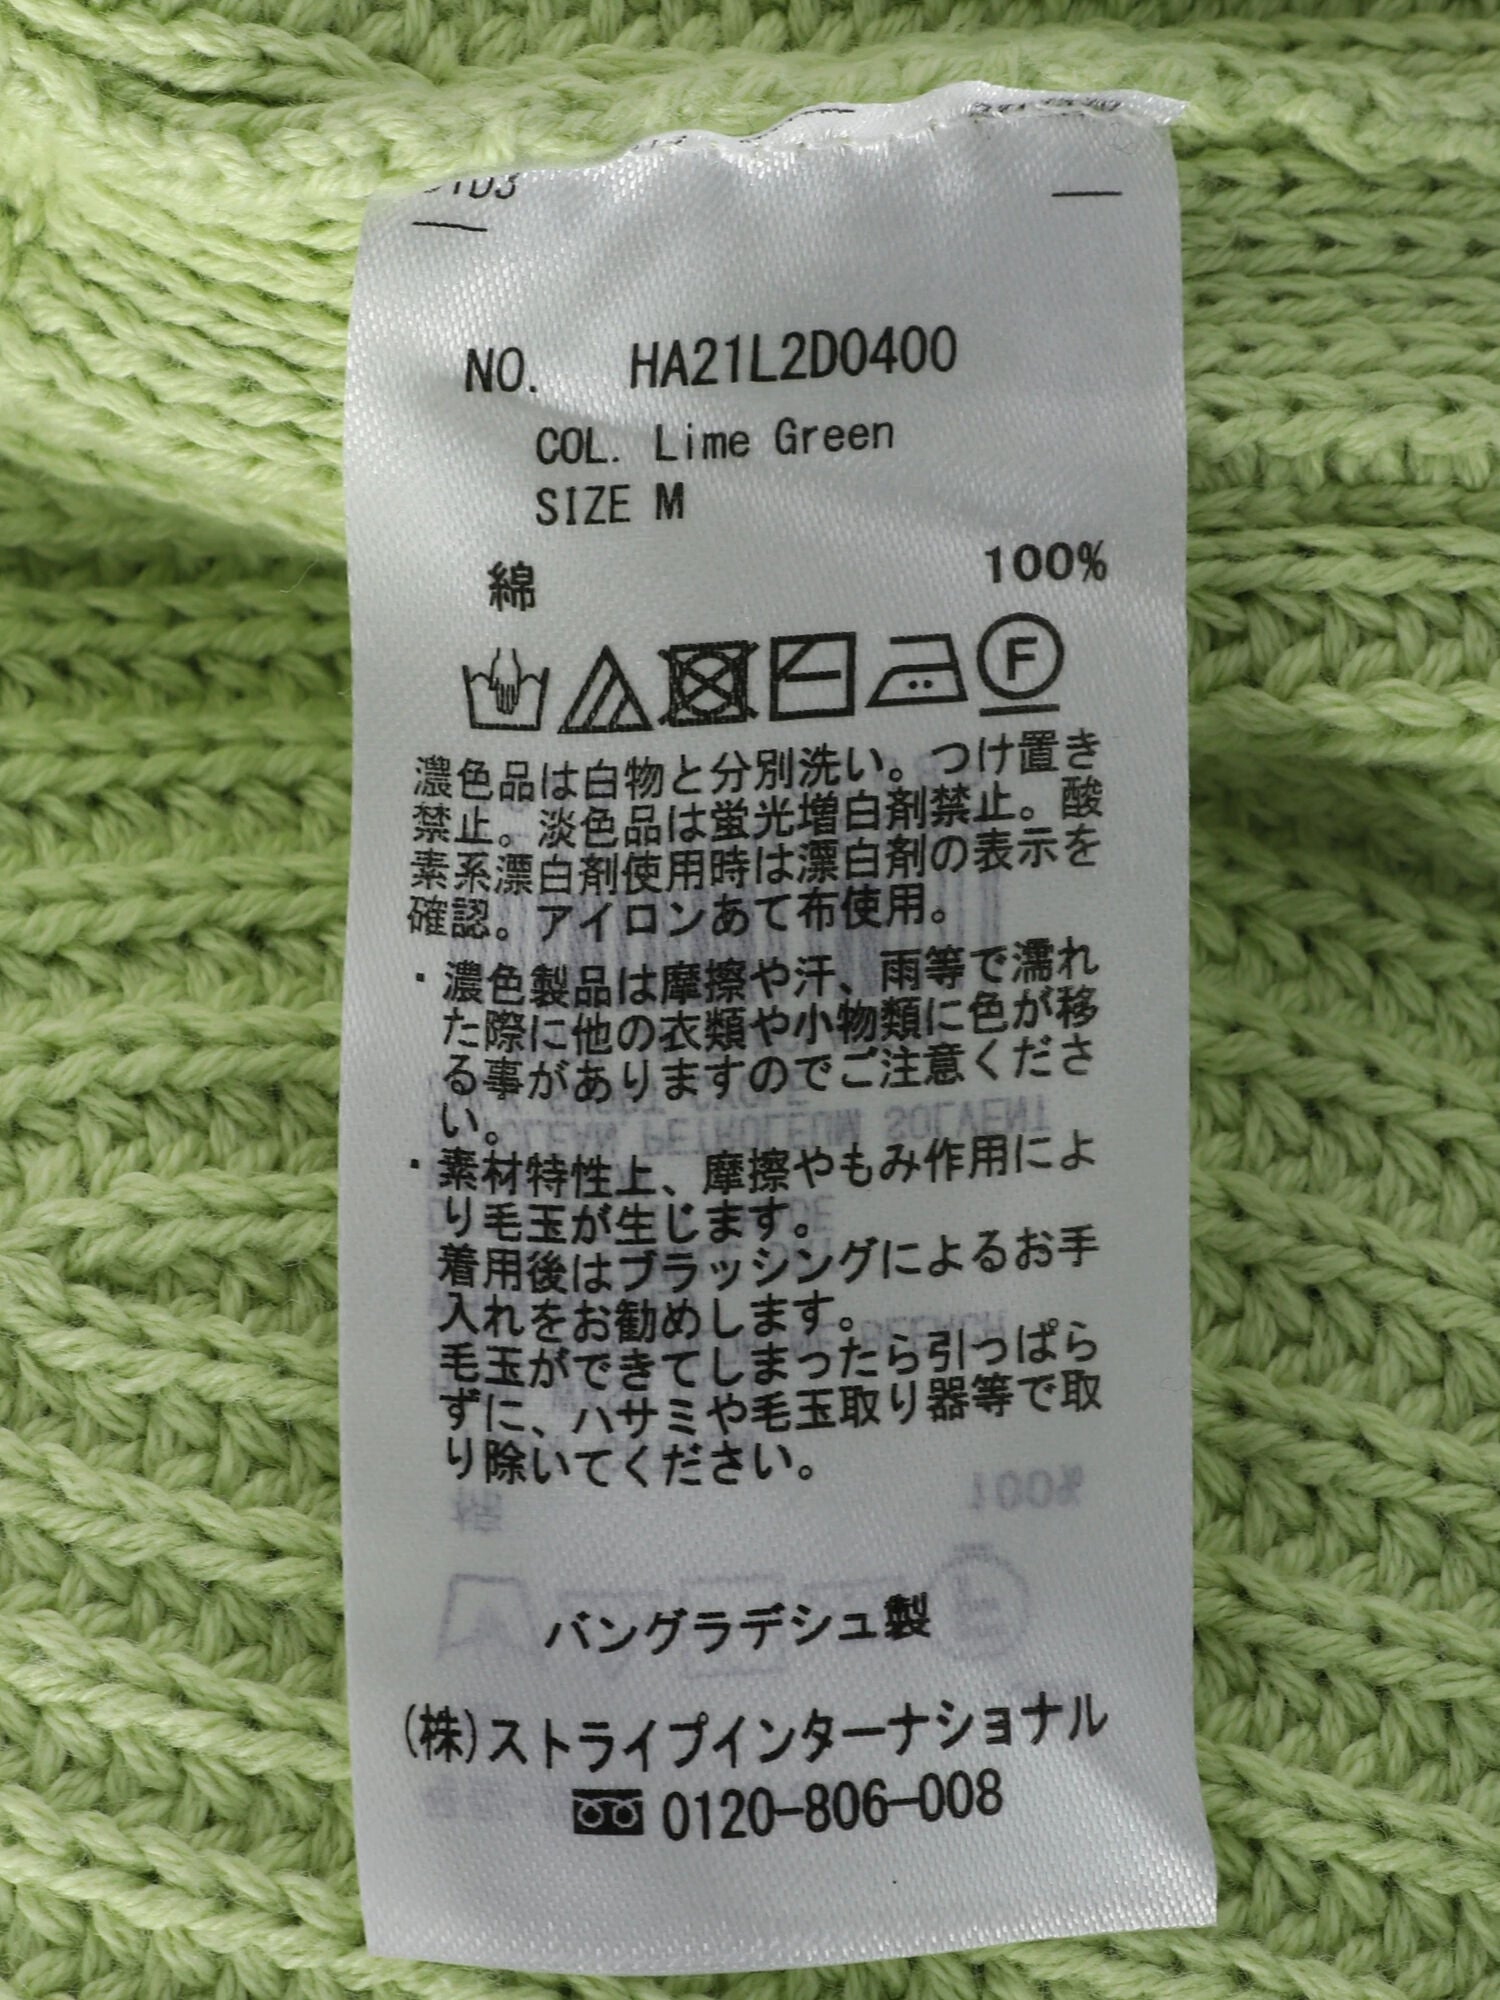 NO. HA21L2D0400
COL. Lime Green
SIZE M
綿 100%
F
濃色品は白物と分別洗い。つけ置き
禁止。淡色品は蛍光増白剤禁止。酸
素系漂白剤使用時は漂白剤の表示を
確認。アイロンあて布使用。
・濃色製品は摩擦や汗、雨等で濡れ
た際に他の衣類や小物類に色が移
る事がありますのでご注意くださ
い。
・素材特性上、摩擦やもみ作用によ
り毛玉が生じます。
着用後はブラッシングによるお手
入れをお勧めします。
毛玉ができてしまったら引っぱら
ずに、ハサミや毛玉取り器等で取
り除いてください。
バングラデシュ製
(株)ストライプインターナショナル
0120-806-008